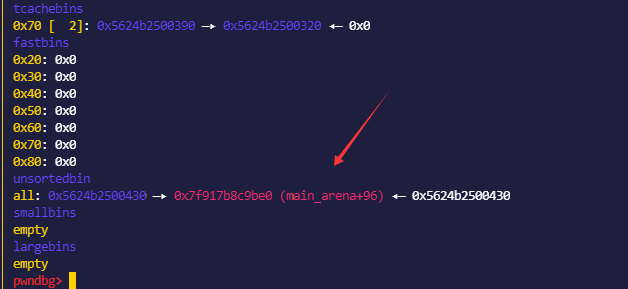 tcachebins
0x70 [  2]: 0x5624b2500390 —▸ 0x5624b2500320 ◂— 0x0
fastbins
0x20: 0x0
0x30: 0x0
0x40: 0x0
0x50: 0x0
0x60: 0x0
0x70: 0x0
0x80: 0x0
unsortedbin
all: 0x5624b2500430 —▸ 0x7f917b8c9be0 (main_arena+96) ◂— 0x5624b2500430
smallbins
empty
largebins
empty
pwndbg>